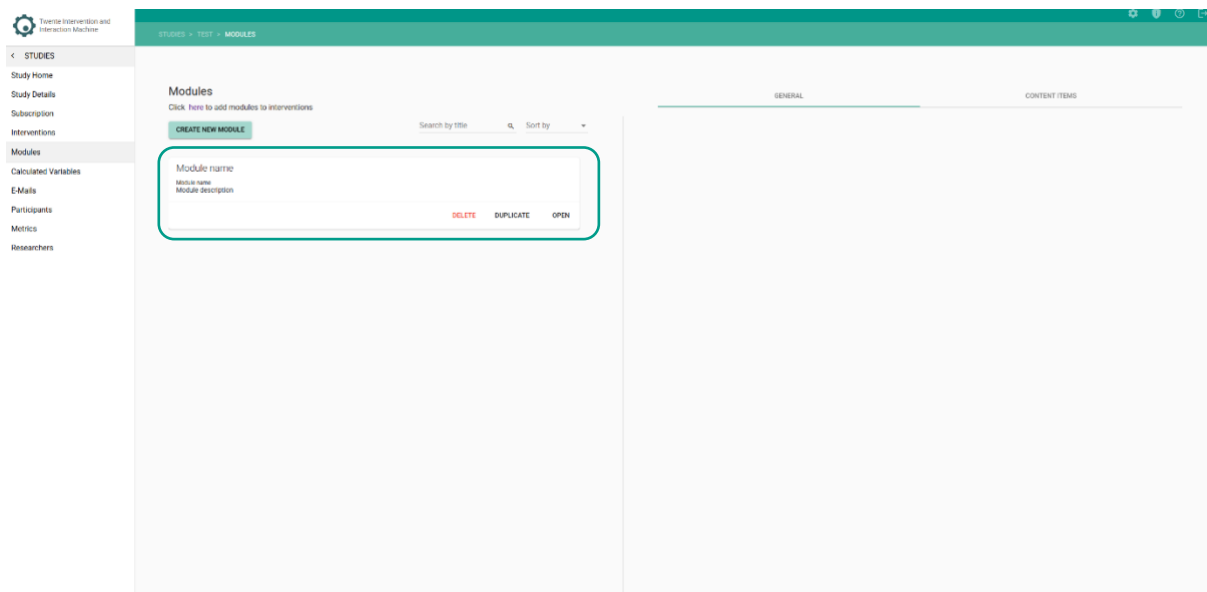 Twente Intervention and
Interaction Machine
STUDIES > TEST > MODULES
< STUDIES
Study Home
Study Details
Subscription
Interventions
Modules
Calculated Variables
E-Mails
Participants
Metrics
Researchers
Modules
Click here to add modules to interventions
CREATE NEW MODULE
Search by title
Sort by
Module name
Module name
Module description
DELETE DUPLICATE OPEN
GENERAL CONTENT ITEMS